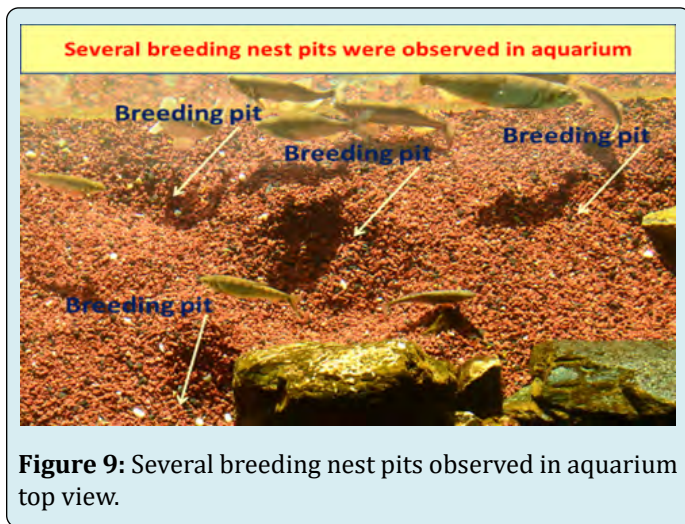 Several breeding nest pits were observed in aquarium
Breeding pit
Breeding pit
Breeding pit
Breeding pit
Figure 9: Several breeding nest pits observed in aquarium
top view.